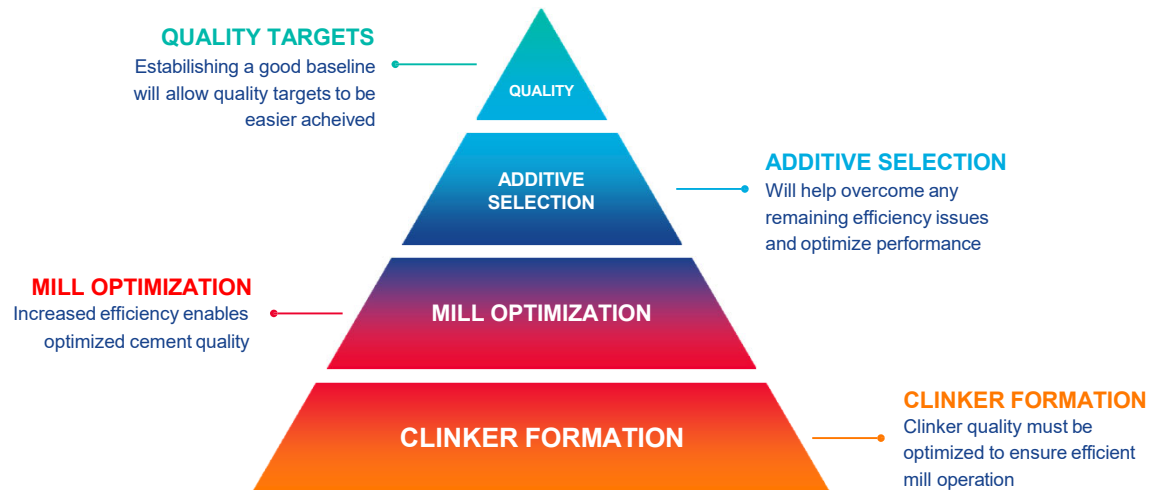 QUALITY TARGETS
Estabilishing a good baseline
will allow quality targets to be
easier acheived
QUALITY
ADDITIVE
SELECTION
ADDITIVE SELECTION
Will help overcome any
remaining efficiency issues
and optimize performance
MILL OPTIMIZATION
Increased efficiency enables
optimized cement quality
MILL OPTIMIZATION
CLINKER FORMATION
CLINKER FORMATION
Clinker quality must be
optimized to ensure efficient
mill operation